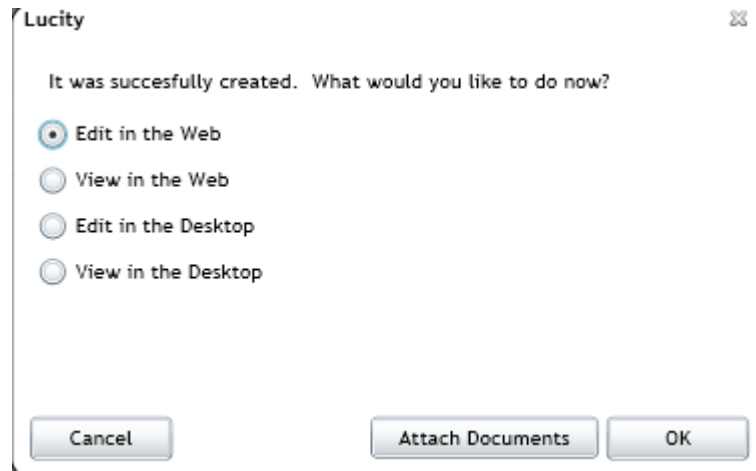 Lucity
It was succesfully created. What would you like to do now?
Edit in the Web
View in the Web
Edit in the Desktop
View in the Desktop
Cancel Attach Documents OK